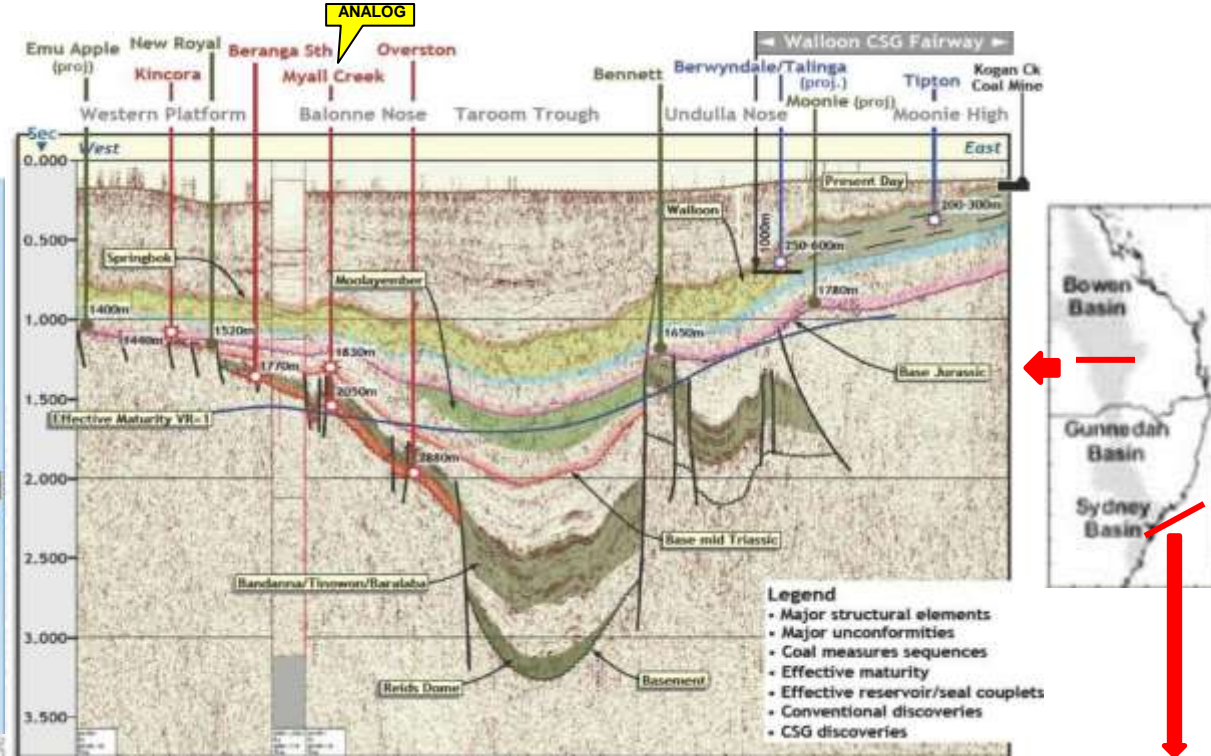 ANALOG
Emu Apple
(proj)
New Royal
Kincora
Beranga Sth
Myall Creek
Overston
Bennett
Walloon CSG Fairway
Berwyndale/Talinga
(proj.)
Moonie (proj)
Tipton
Kogan Ck
Coal Mine
Western Platform
Balonne Nose
Taroom Trough
Undulla Nose
Moonie High
Sec
West
East
0.000
0.500
1.000
1.500
2.000
2.500
3.000
3.500
Present Day
Walloon
200-300m
1000m
250-600m
Springbok
Moolayember
1400m
1440m
1520m
1770m
1830m
2050m
1650m
1780m
Base Jurassic
Effective Maturity VR=1
Base mid Triassic
Bandanna/Tinowon/Baralaba
Reids Dome
Basement
Legend
• Major structural elements
• Major unconformities
• Coal measures sequences
• Effective maturity
• Effective reservoir/seal couplets
• Conventional discoveries
• CSG discoveries
Bowen
Basin
Gunnedah
Basin
Sydney
Basin